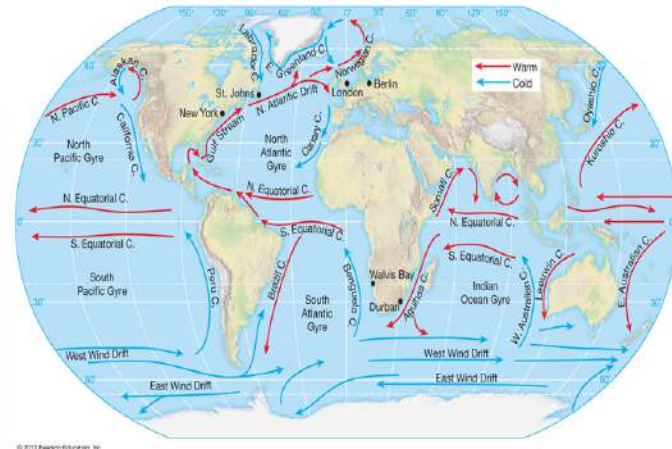 150° 120° 90° 60° 30° 0° 30° 60° 90° 120° 150°
Labrador C.
E. Greenland C.
Norwegian C.
Alaskan C.
Warm
Cold
Oyashio C.
60°
St. Johns
London
Berlin
N. Pacific C.
New York
Gulf Stream
N. Atlantic Drift
Kuroshio C.
California C.
North
Pacific Gyre
North
Atlantic
Gyre
Canary C.
30°
Somali C.
N. Equatorial C.
N. Equatorial C.
N. Equatorial C.
0°
S. Equatorial C.
S. Equatorial C.
S. Equatorial C.
South
Pacific Gyre
Peru C.
Brazil C.
South
Atlantic
Gyre
Benguela C.
Walvis Bay
Durban
Agulhas C.
Indian
Ocean Gyre
W. Australian C.
Leeuwin C.
E. Australian C.
30°
West Wind Drift
West Wind Drift
60°
East Wind Drift
East Wind Drift
© 2013 Pearson Education, Inc.